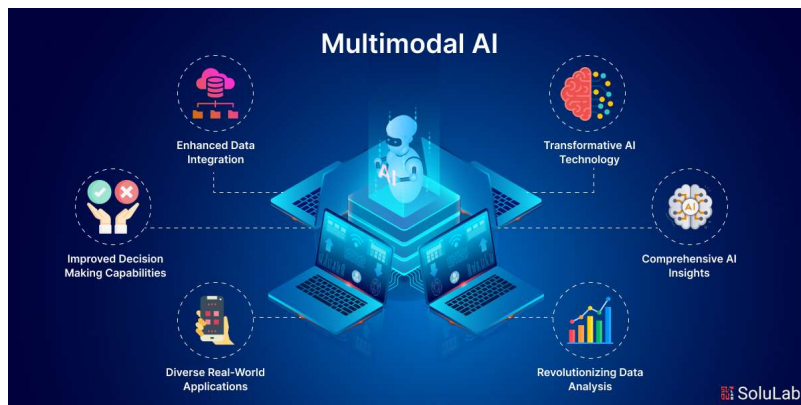 Multimodal AI
Enhanced Data
Integration
Transformative AI
Technology
AI
Improved Decision
Making Capabilities
AI
Comprehensive AI
Insights
Diverse Real-World
Applications
Revolutionizing Data
Analysis
SoluLab